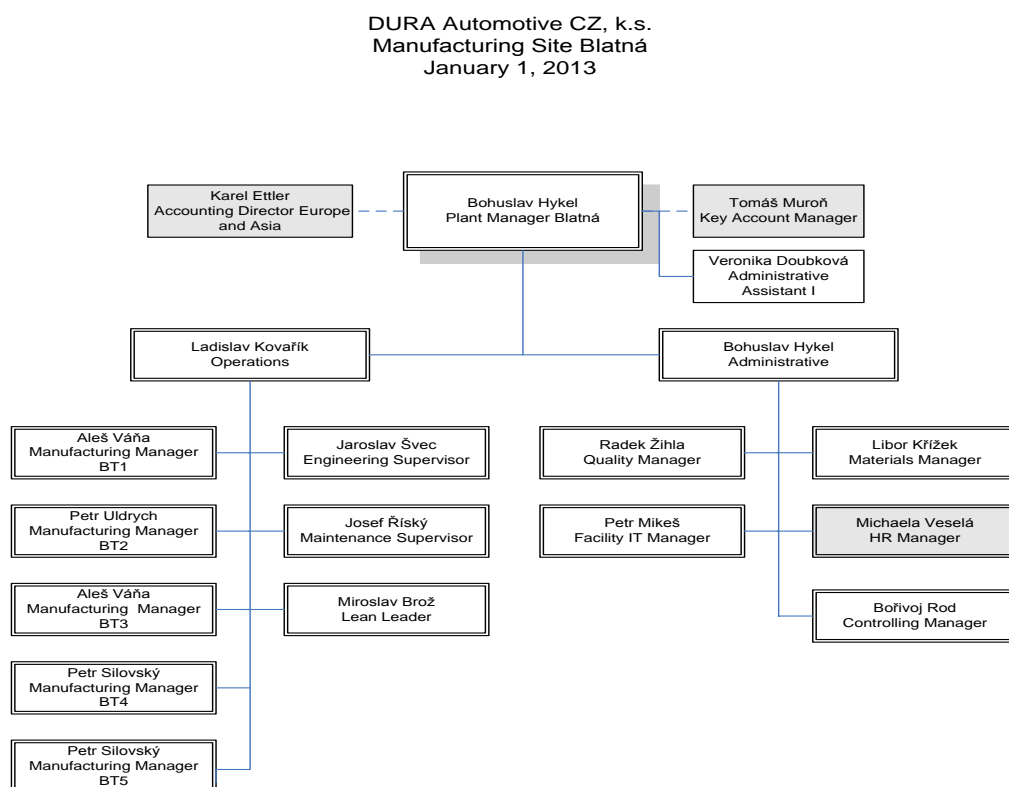 DURA Automotive CZ, k.s.
Manufacturing Site Blatná
January 1, 2013
Karel Ettler
Accounting Director Europe
and Asia
Bohuslav Hykel
Plant Manager Blatná
Tomáš Muroň
Key Account Manager
Veronika Doubková
Administrative
Assistant I
Ladislav Kovařík
Operations
Bohuslav Hykel
Administrative
Aleš Váňa
Manufacturing Manager
BT1
Jaroslav Švec
Engineering Supervisor
Radek Žihla
Quality Manager
Libor Křížek
Materials Manager
Petr Uldrych
Manufacturing Manager
BT2
Josef Říský
Maintenance Supervisor
Petr Mikeš
Facility IT Manager
Michaela Veselá
HR Manager
Aleš Váňa
Manufacturing Manager
BT3
Miroslav Brož
Lean Leader
Bořivoj Rod
Controlling Manager
Petr Silovský
Manufacturing Manager
BT4
Petr Silovský
Manufacturing Manager
BT5